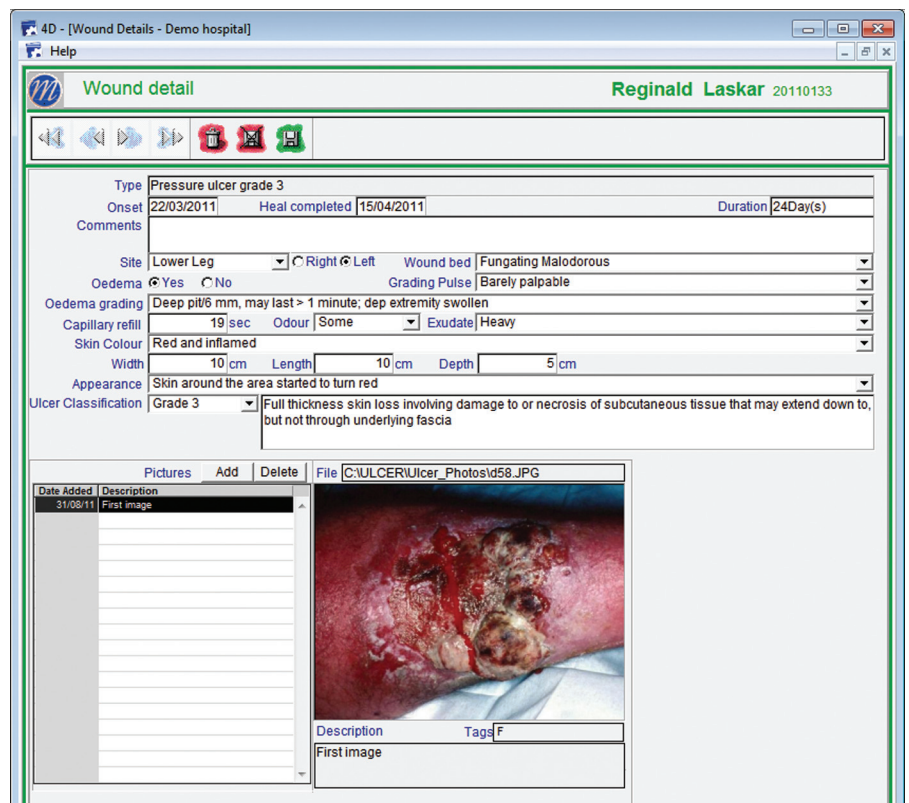 4D - [Wound Details - Demo hospital]
Help
m Wound detail Reginald Laskar 20110133
Type Pressure ulcer grade 3
Onset 22/03/2011 Heal completed 15/04/2011 Duration 24Day(s)
Comments
Site Lower Leg Right Left Wound bed Fungating Malodorous
Oedema Yes No Grading Pulse Barely palpable
Oedema grading Deep pit/6 mm, may last > 1 minute; dep extremity swollen
Capillary refill 19 sec Odour Some Exudate Heavy
Skin Colour Red and inflamed
Width 10 cm Length 10 cm Depth 5 cm
Appearance Skin around the area started to turn red
Ulcer Classification Grade 3 Full thickness skin loss involving damage to or necrosis of subcutaneous tissue that may extend down to,
but not through underlying fascia
Pictures Add Delete File C:\ULCER\Ulcer_Photos\d58.JPG
Date Added Description
31/08/11 First image
Description Tags F
First image